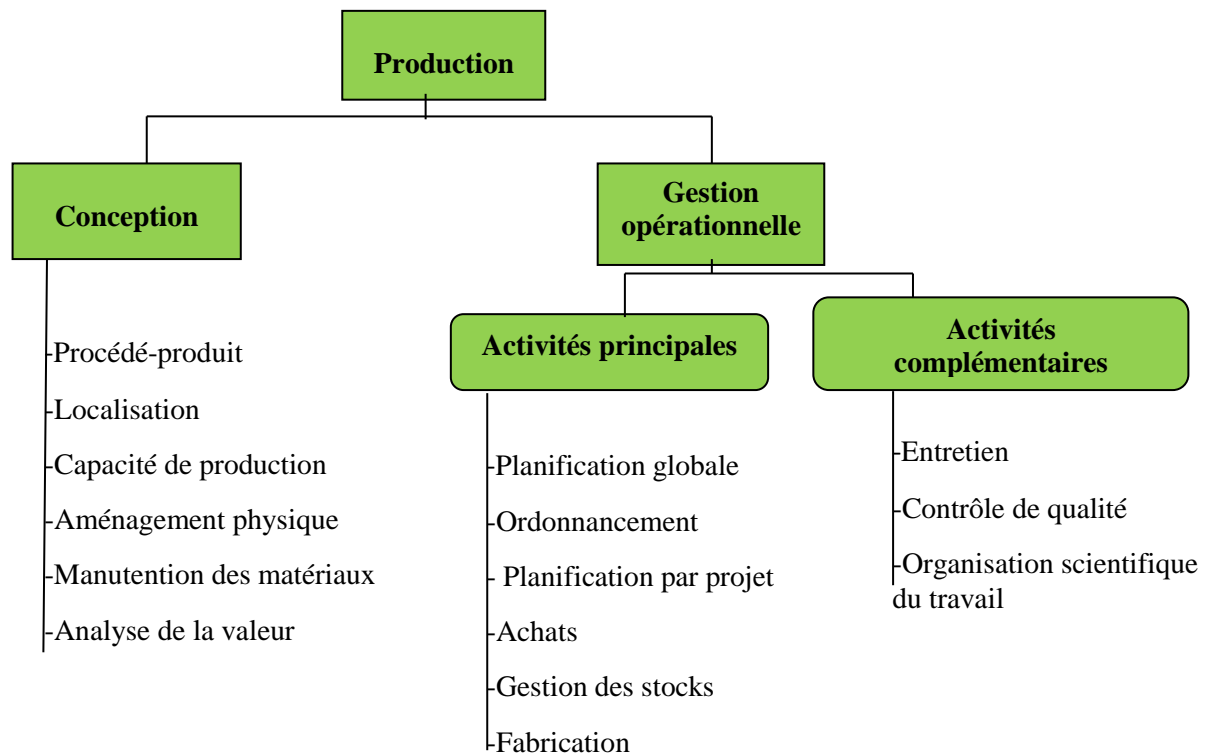 Production
Conception
-Procédé-produit
-Localisation
-Capacité de production
-Aménagement physique
-Manutention des matériaux
-Analyse de la valeur
Gestion
opérationnelle
Activités principales
-Planification globale
-Ordonnancement
- Planification par projet
-Achats
-Gestion des stocks
-Fabrication
Activités
complémentaires
-Entretien
-Contrôle de qualité
-Organisation scientifique
du travail